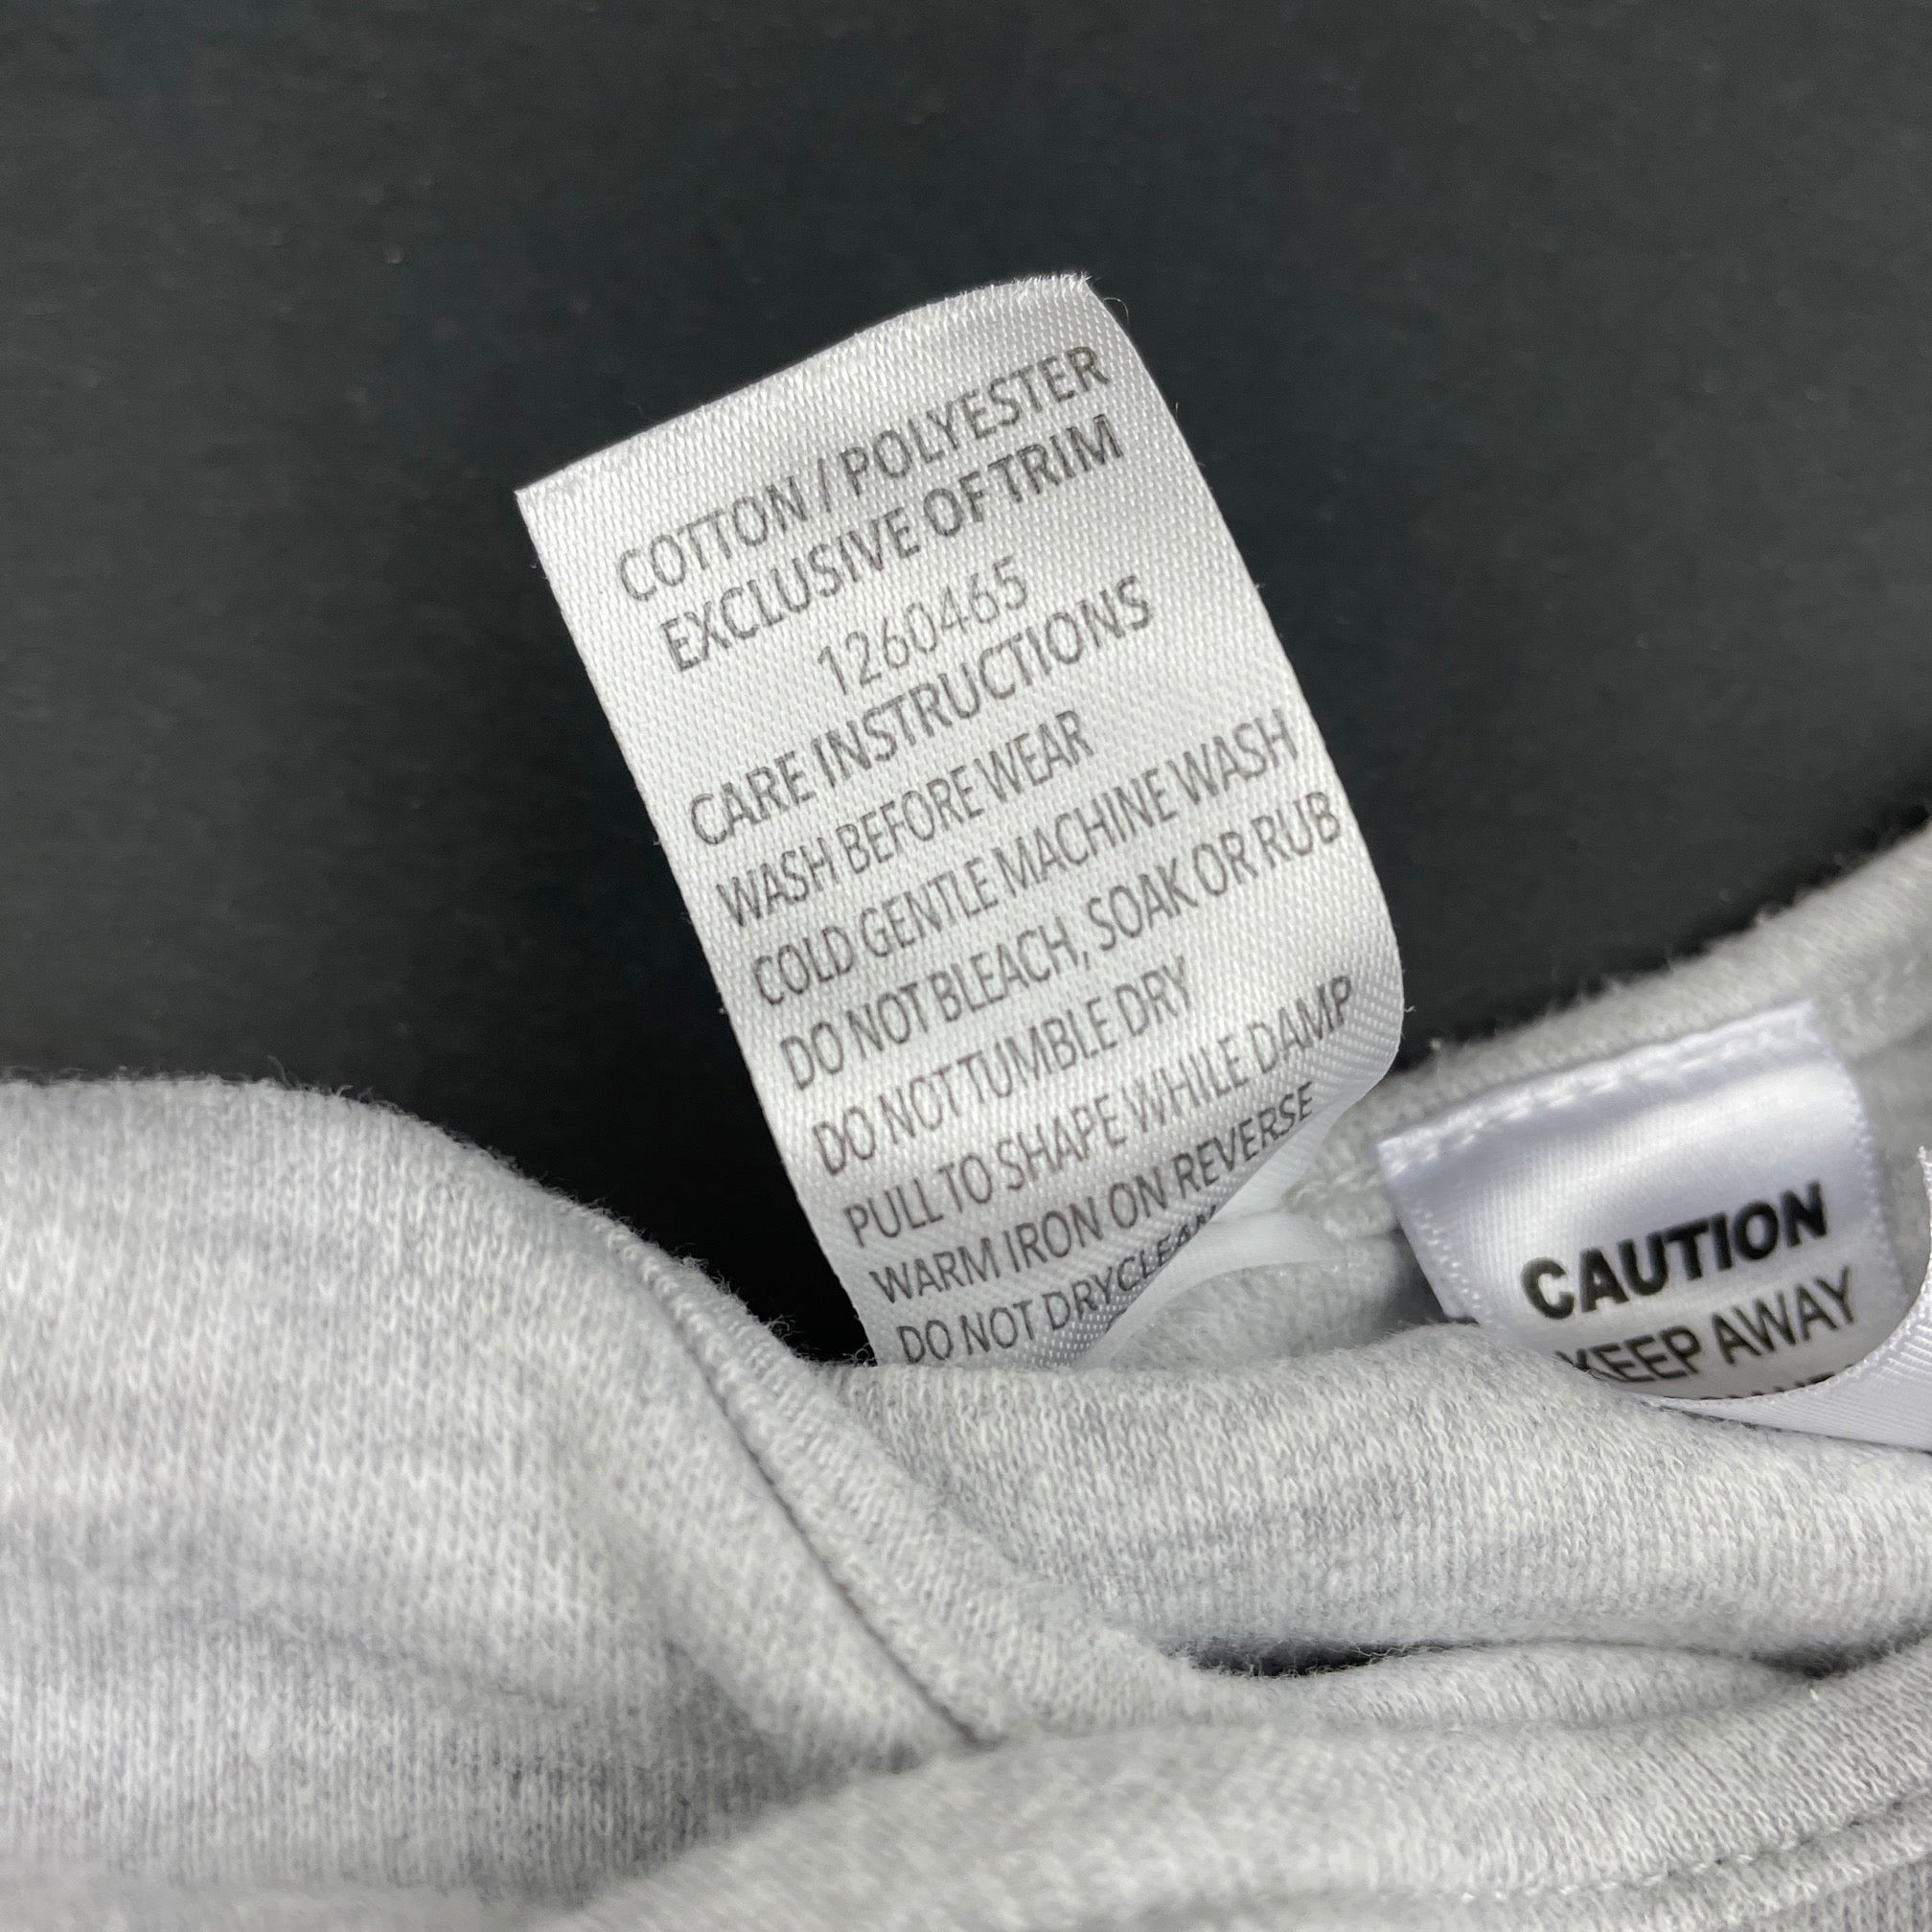 COTTON / POLYESTER
EXCLUSIVE OF TRIM
1260465
CARE INSTRUCTIONS
WASH BEFORE WEAR
COLD GENTLE MACHINE WASH
DO NOT BLEACH, SOAK OR RUB
DO NOT TUMBLE DRY
PULL TO SHAPE WHILE DAMP
WARM IRON ON REVERSE
DO NOT DRYCLEAN
CAUTION
KEEP AWAY